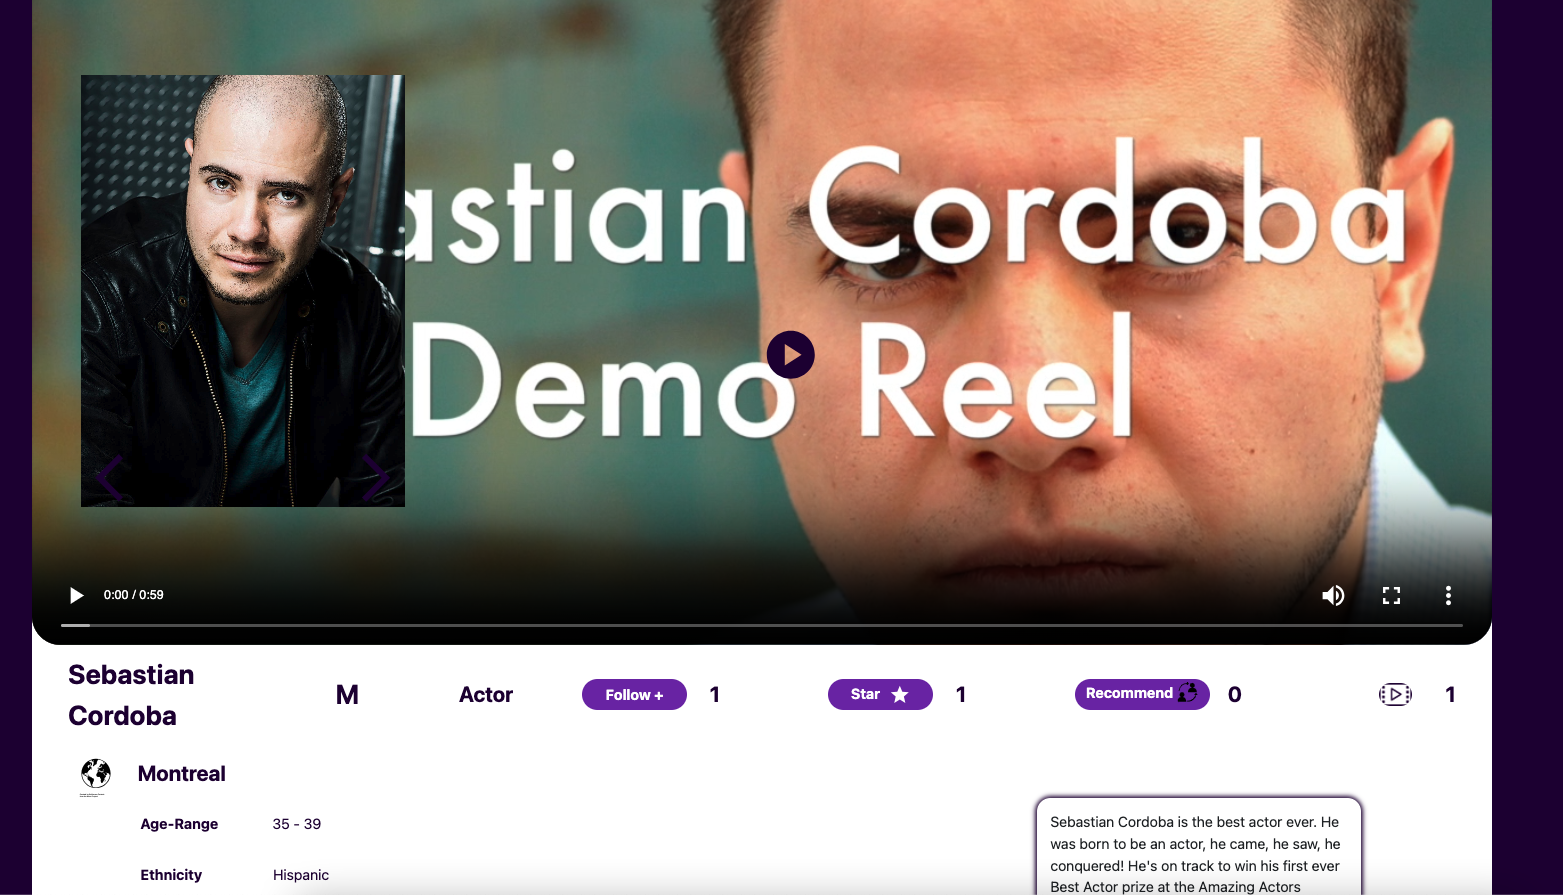 astian Cordoba
Demo Reel
0:00 / 0:59
Sebastian
Cordoba
M
Actor
Follow +
1
Star
1
Recommend
0
1
Montreal
Age-Range
35 - 39
Ethnicity
Hispanic
Sebastian Cordoba is the best actor ever. He
was born to be an actor, he came, he saw, he
conquered! He's on track to win his first ever
Best Actor prize at the Amazing Actors